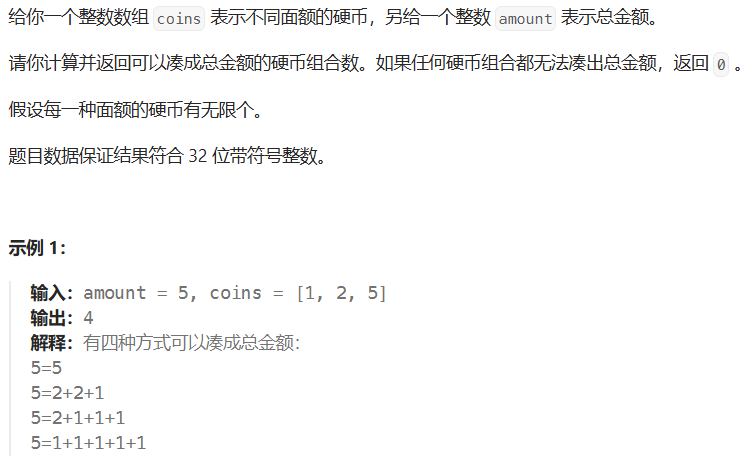 给你一个整数数组 coins 表示不同面额的硬币，另给一个整数 amount 表示总金额。
请你计算并返回可以凑成总金额的硬币组合数。如果任何硬币组合都无法凑出总金额，返回 0 。
假设每一种面额的硬币有无限个。
题目数据保证结果符合 32 位带符号整数。
示例 1：
输入：amount = 5, coins = [1, 2, 5]
输出：4
解释：有四种方式可以凑成总金额：
5=5
5=2+2+1
5=2+1+1+1
5=1+1+1+1+1